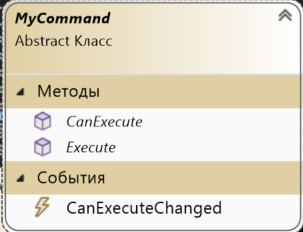 MyCommand
Abstract Класс
Методы
CanExecute
Execute
События
CanExecuteChanged